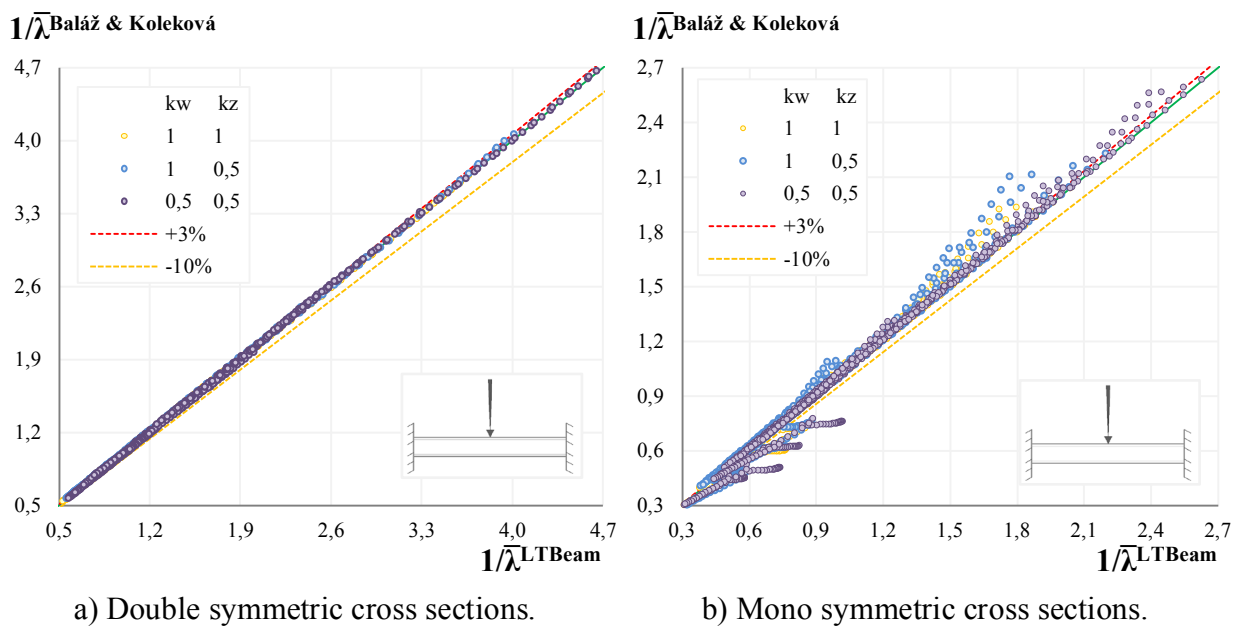 1/λ̅ Baláž & Koleková
4,7
4,0
3,3
2,6
1,9
1,2
0,5
kw kz
1 1
1 0,5
0,5 0,5
+3%
-10%
0,5 1,2 1,9 2,6 3,3 4,0 4,7
1/λ̅ LTBeam
a) Double symmetric cross sections.
1/λ̅ Baláž & Koleková
2,7
2,4
2,1
1,8
1,5
1,2
0,9
0,6
0,3
kw kz
1 1
1 0,5
0,5 0,5
+3%
-10%
0,3 0,6 0,9 1,2 1,5 1,8 2,1 2,4 2,7
1/λ̅ LTBeam
b) Mono symmetric cross sections.